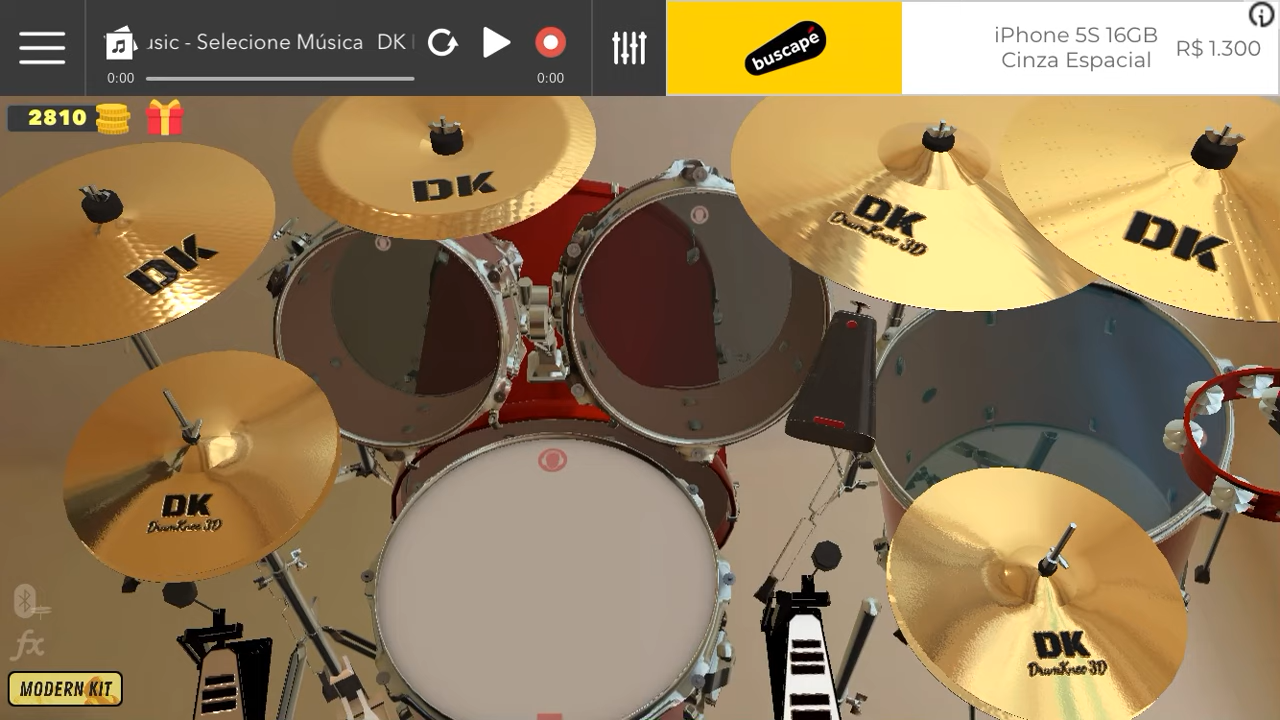 usic - Selecione Música DK
0:00
0:00
buscapé
iPhone 5S 16GB
Cinza Espacial
R$ 1.300
2810
DK
DK
DK
DrumKnee 3D
DK
DK
DrumKnee 3D
DK
DrumKnee 3D
fx
MODERN KIT